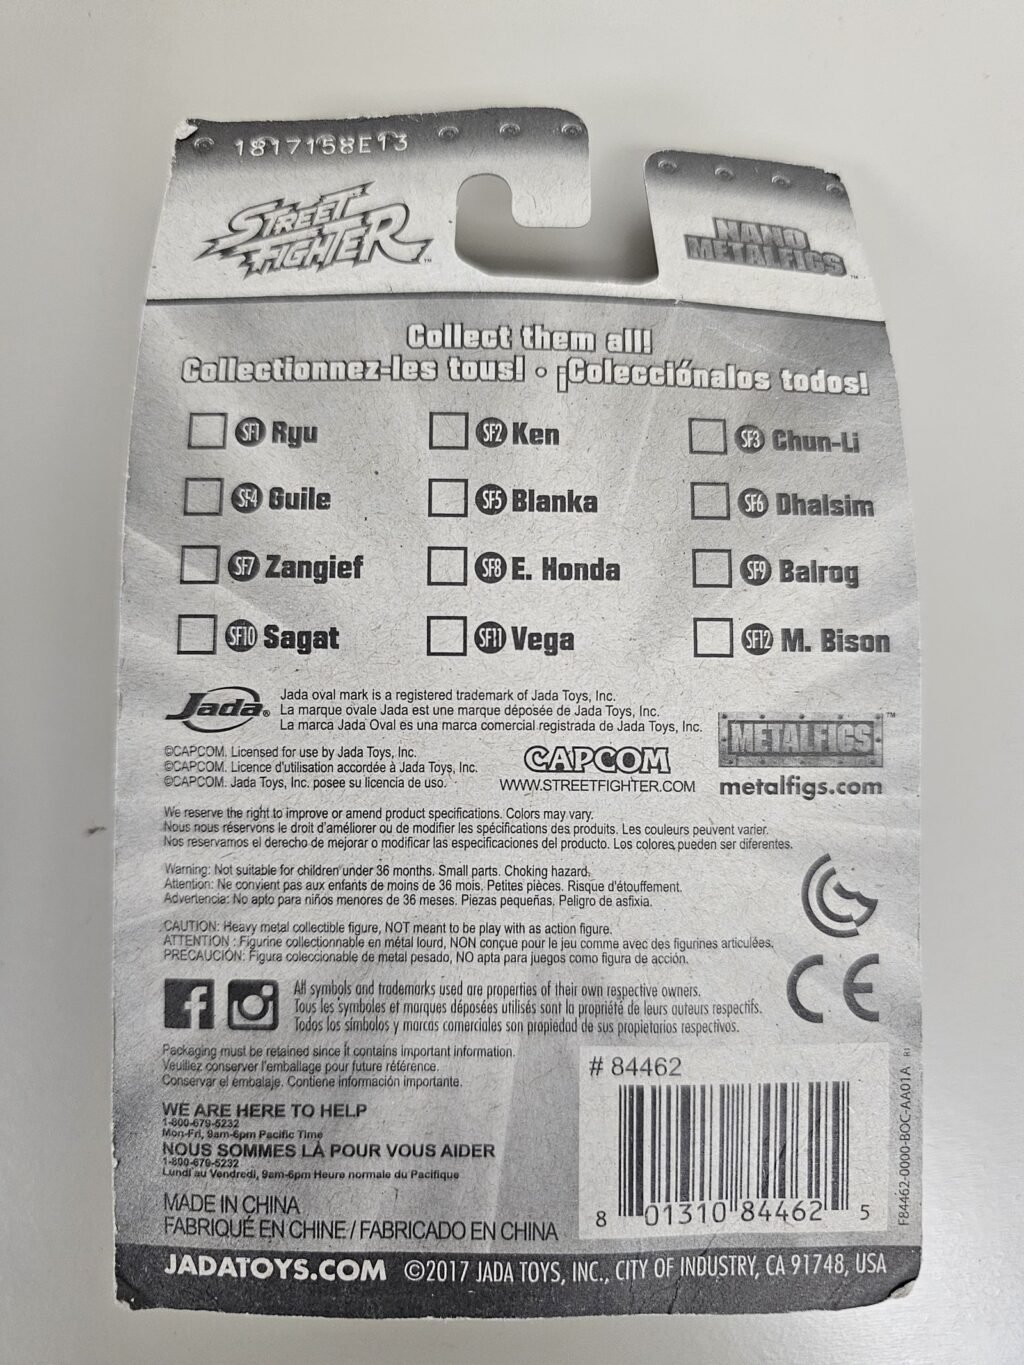 1817158E13
STREET FIGHTER™
NANO METALFIGS™
Collect them all!
Collectionnez-les tous! • ¡Colecciónalos todos!
SF1 Ryu
SF2 Ken
SF3 Chun-Li
SF4 Guile
SF5 Blanka
SF6 Dhalsim
SF7 Zangief
SF8 E. Honda
SF9 Balrog
SF10 Sagat
SF11 Vega
SF12 M. Bison
Jada®
Jada oval mark is a registered trademark of Jada Toys, Inc.
La marque ovale Jada est une marque déposée de Jada Toys, Inc.
La marca Jada Oval es una marca comercial registrada de Jada Toys, Inc.
METALFIGS™
metalfigs.com
©CAPCOM. Licensed for use by Jada Toys, Inc.
©CAPCOM. Licence d'utilisation accordée à Jada Toys, Inc.
©CAPCOM. Jada Toys, Inc. posee su licencia de uso.
CAPCOM
WWW.STREETFIGHTER.COM
We reserve the right to improve or amend product specifications. Colors may vary.
Nous nous réservons le droit d'améliorer ou de modifier les spécifications des produits. Les couleurs peuvent varier.
Nos reservamos el derecho de mejorar o modificar las especificaciones del producto. Los colores pueden ser diferentes.
Warning: Not suitable for children under 36 months. Small parts. Choking hazard.
Attention: Ne convient pas aux enfants de moins de 36 mois. Petites pièces. Risque d'étouffement.
Advertencia: No apto para niños menores de 36 meses. Piezas pequeñas. Peligro de asfixia.
CAUTION: Heavy metal collectible figure, NOT meant to be play with as action figure.
ATTENTION : Figurine collectionnable en métal lourd, NON conçue pour le jeu comme avec des figurines articulées.
PRECAUCIÓN: Figura coleccionable de metal pesado, NO apta para juegos como figura de acción.
CE
f
All symbols and trademarks used are properties of their own respective owners.
Tous les symboles et marques déposées utilisés sont la propriété de leurs auteurs respectifs.
Todos los símbolos y marcas comerciales son propiedad de sus propietarios respectivos.
Packaging must be retained since it contains important information.
Veuillez conserver l'emballage pour future référence.
Conservar el embalaje. Contiene información importante.
WE ARE HERE TO HELP
1-800-679-5232
Mon-Fri, 9am-6pm Pacific Time
NOUS SOMMES LÀ POUR VOUS AIDER
1-800-679-5232
Lundi au Vendredi, 9am-6pm Heure normale du Pacifique
MADE IN CHINA
FABRIQUÉ EN CHINE / FABRICADO EN CHINA
# 84462
8 01310 84462 5
F84462-0000-BOC-AA01A R1
JADATOYS.COM ©2017 JADA TOYS, INC., CITY OF INDUSTRY, CA 91748, USA